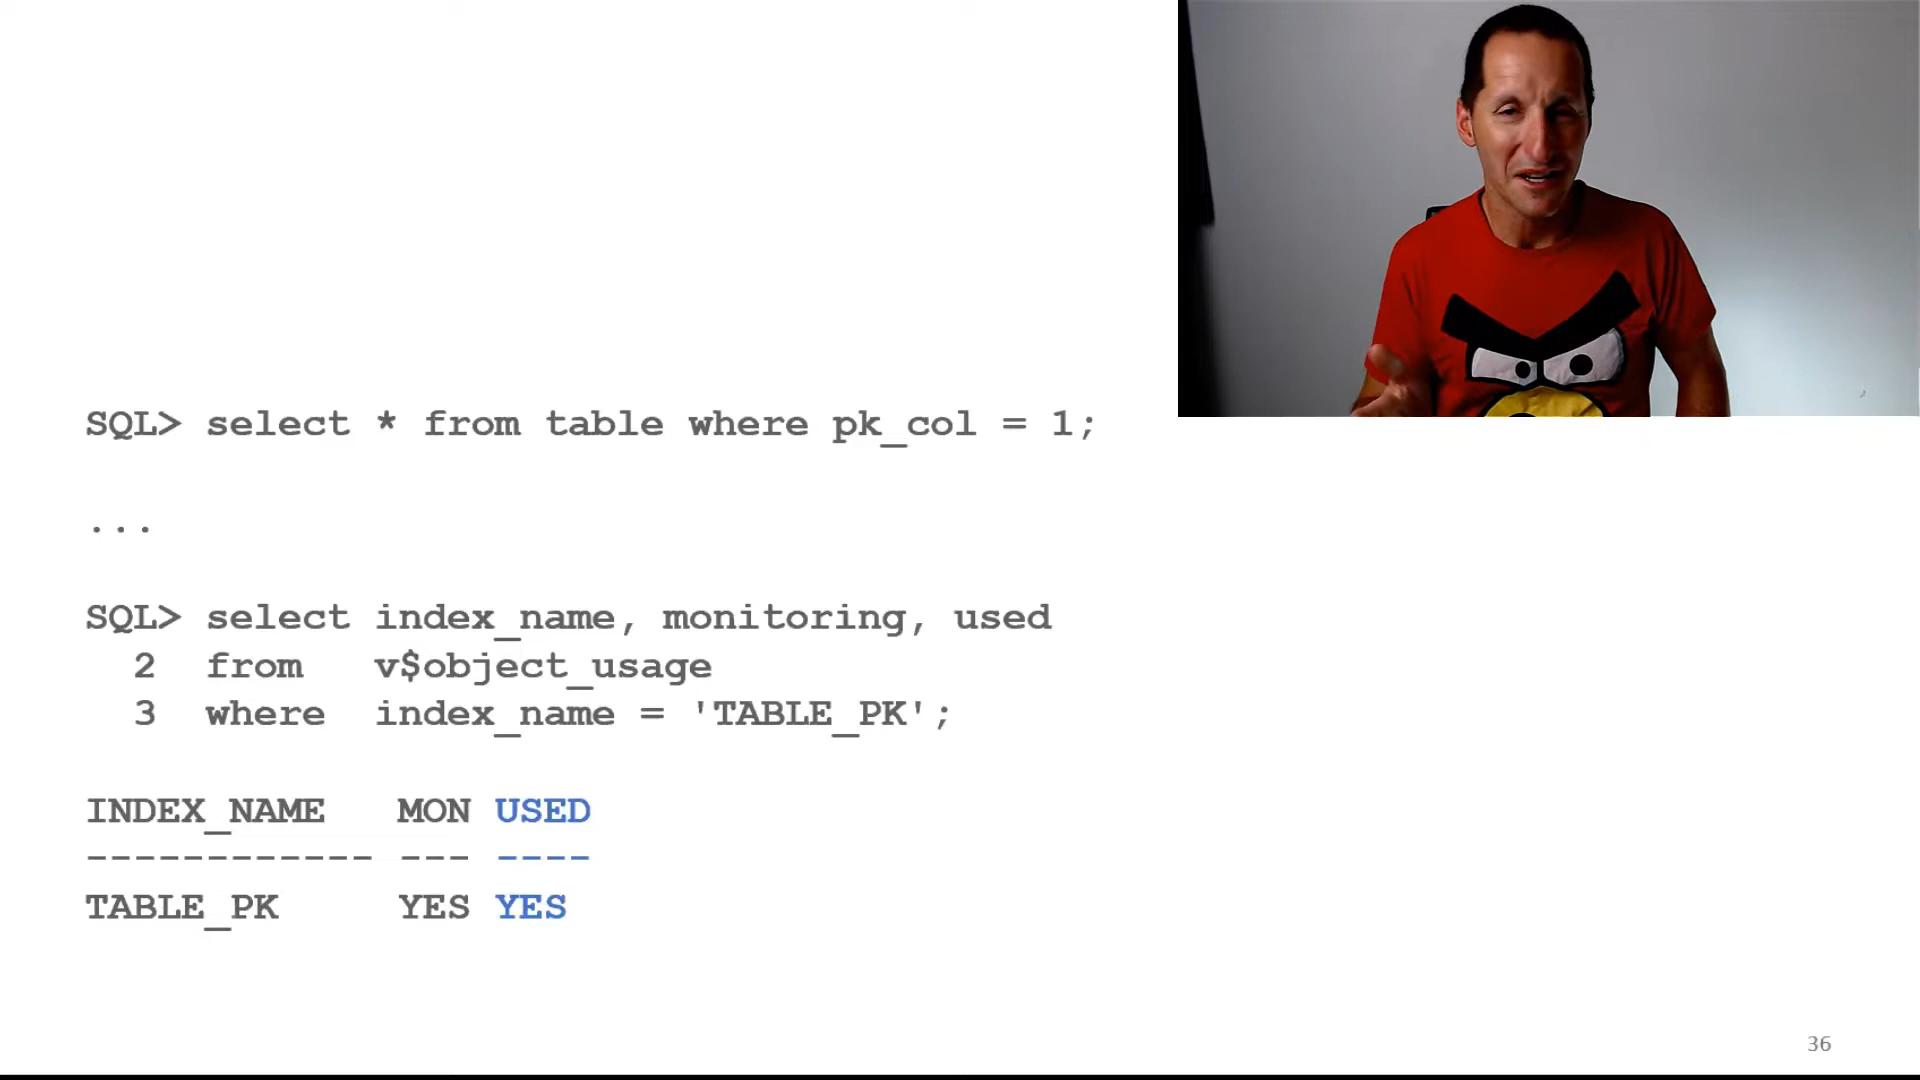 SQL> select * from table where pk_col = 1;
...
SQL> select index_name, monitoring, used
2 from v$object_usage
3 where index_name = 'TABLE_PK';
INDEX_NAME MON USED
------------ --- ----
TABLE_PK YES YES
36